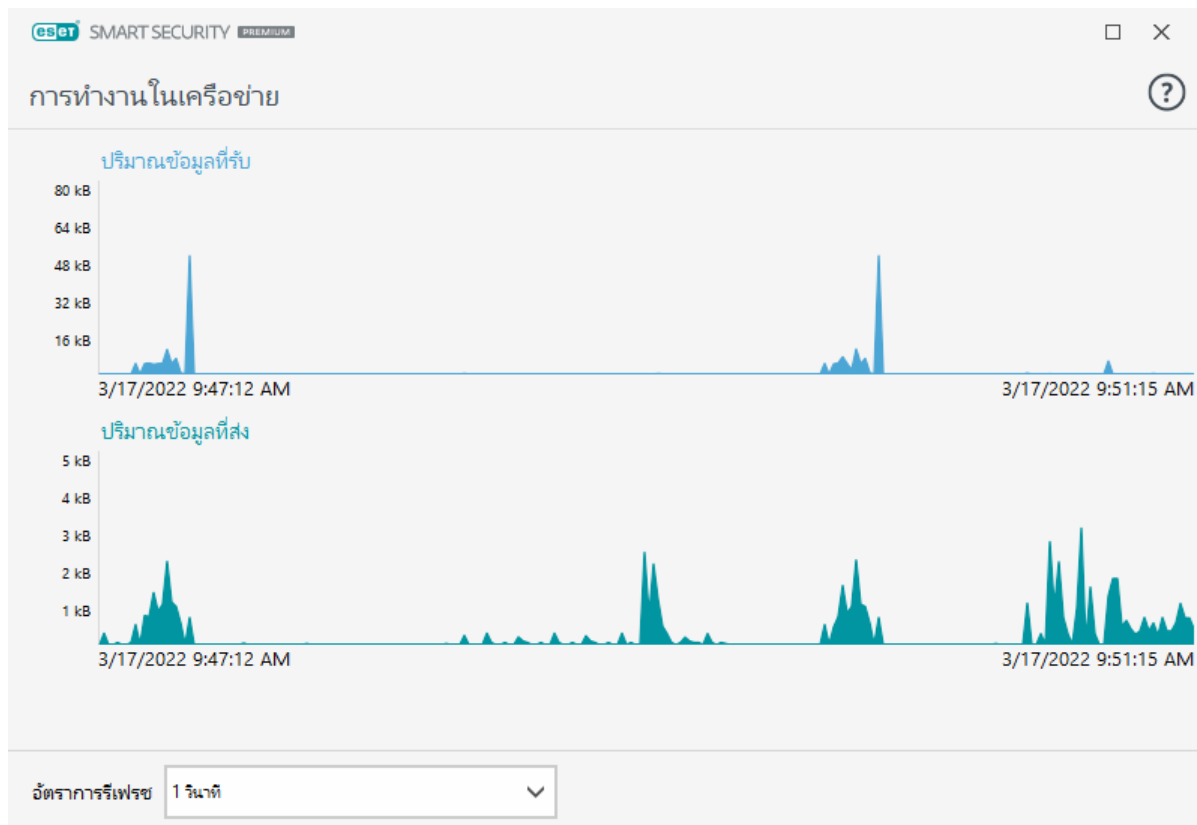 eset SMART SECURITY PREMIUM
การทำงานในเครือข่าย
?
ปริมาณข้อมูลที่รับ
80 kB
64 kB
48 kB
32 kB
16 kB
3/17/2022 9:47:12 AM 3/17/2022 9:51:15 AM
ปริมาณข้อมูลที่ส่ง
5 kB
4 kB
3 kB
2 kB
1 kB
3/17/2022 9:47:12 AM 3/17/2022 9:51:15 AM
อัตราการรีเฟรช 1 วินาที